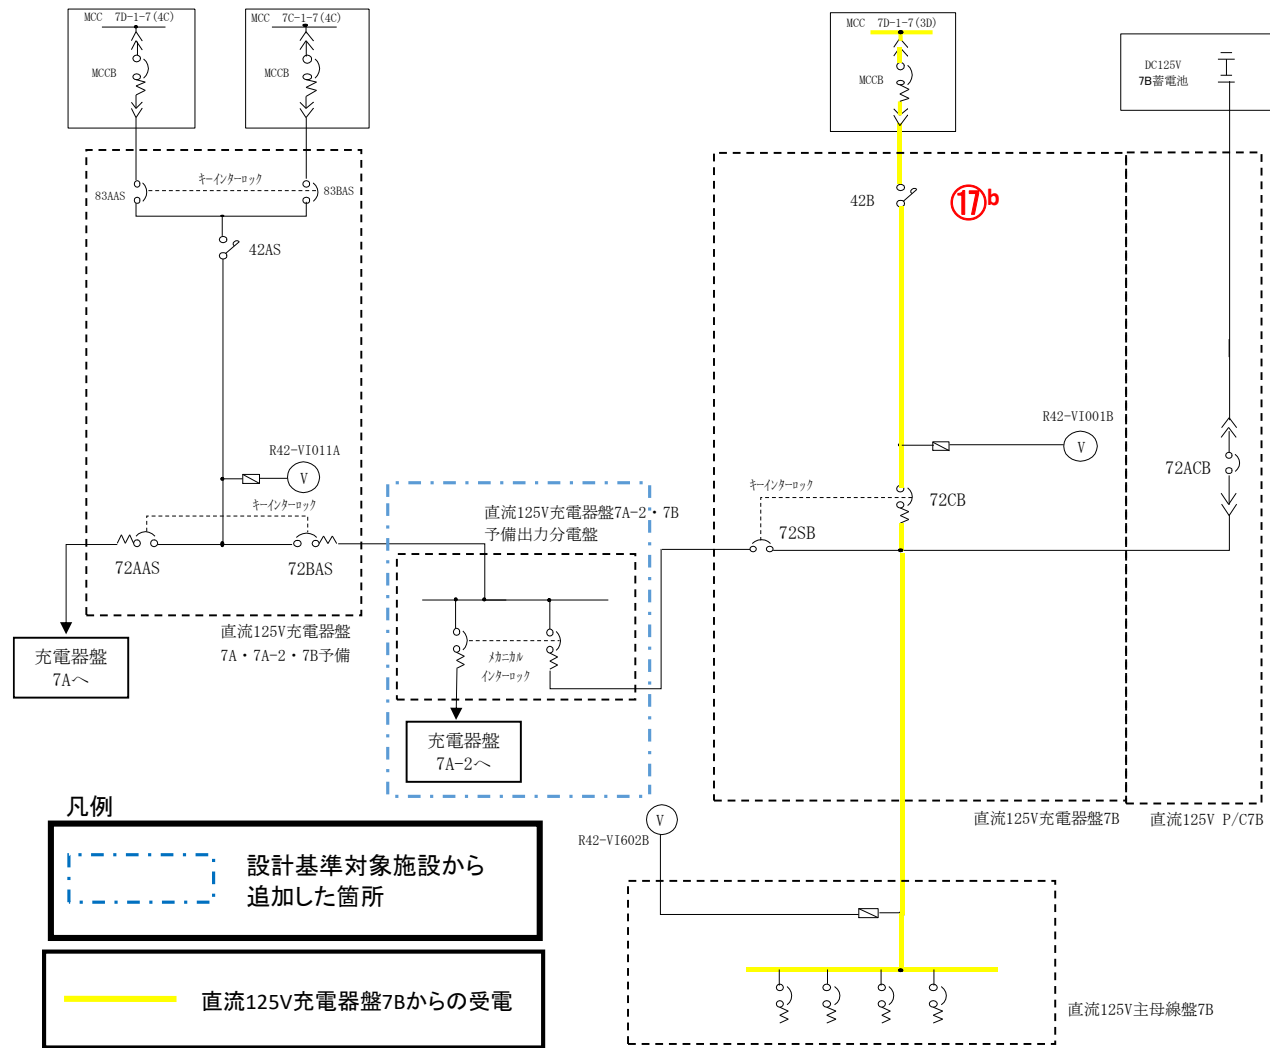 MCC 7D-1-7(4C)
MCCB
MCC 7C-1-7(4C)
MCCB
MCC 7D-1-7(3D)
MCCB
DC125V
7B蓄電池
83AAS
キーインターロック
83BAS
42AS
42B
⑰b
R42-VI011A
V
キーインターロック
72AAS
72BAS
直流125V充電器盤
7A・7A-2・7B予備
充電器盤
7Aへ
直流125V充電器盤7A-2・7B
予備出力分電盤
メカニカル
インターロック
充電器盤
7A-2へ
R42-VI001B
V
キーインターロック
72CB
72SB
72ACB
直流125V充電器盤7B
直流125V P/C7B
V
R42-VI602B
直流125V主母線盤7B
凡例
設計基準対象施設から
追加した箇所
直流125V充電器盤7Bからの受電